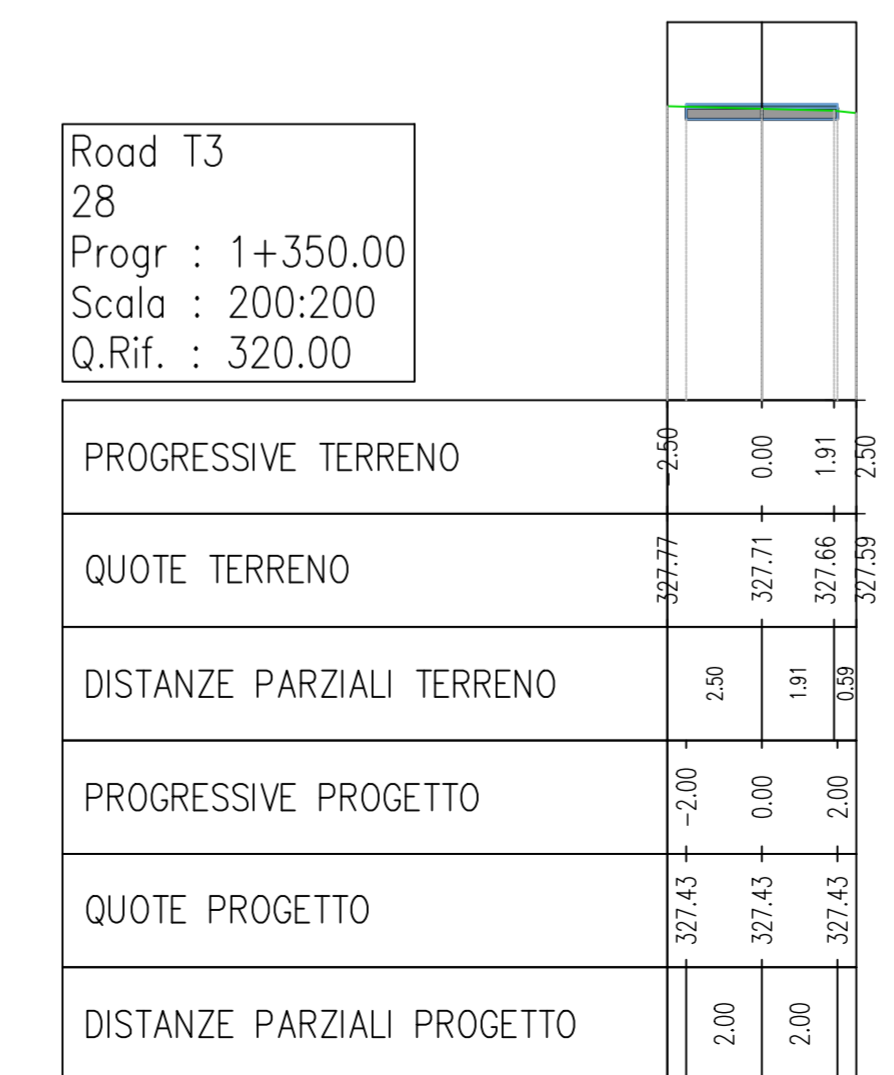 Road T3
28
Progr : 1+350.00
Scala : 200:200
Q.Rif. : 320.00
PROGRESSIVE TERRENO -2.50 0.00 1.91 2.50
QUOTE TERRENO 327.77 327.71 327.66 327.59
DISTANZE PARZIALI TERRENO 2.50 1.91 0.59
PROGRESSIVE PROGETTO -2.00 0.00 2.00
QUOTE PROGETTO 327.43 327.43 327.43
DISTANZE PARZIALI PROGETTO 2.00 2.00